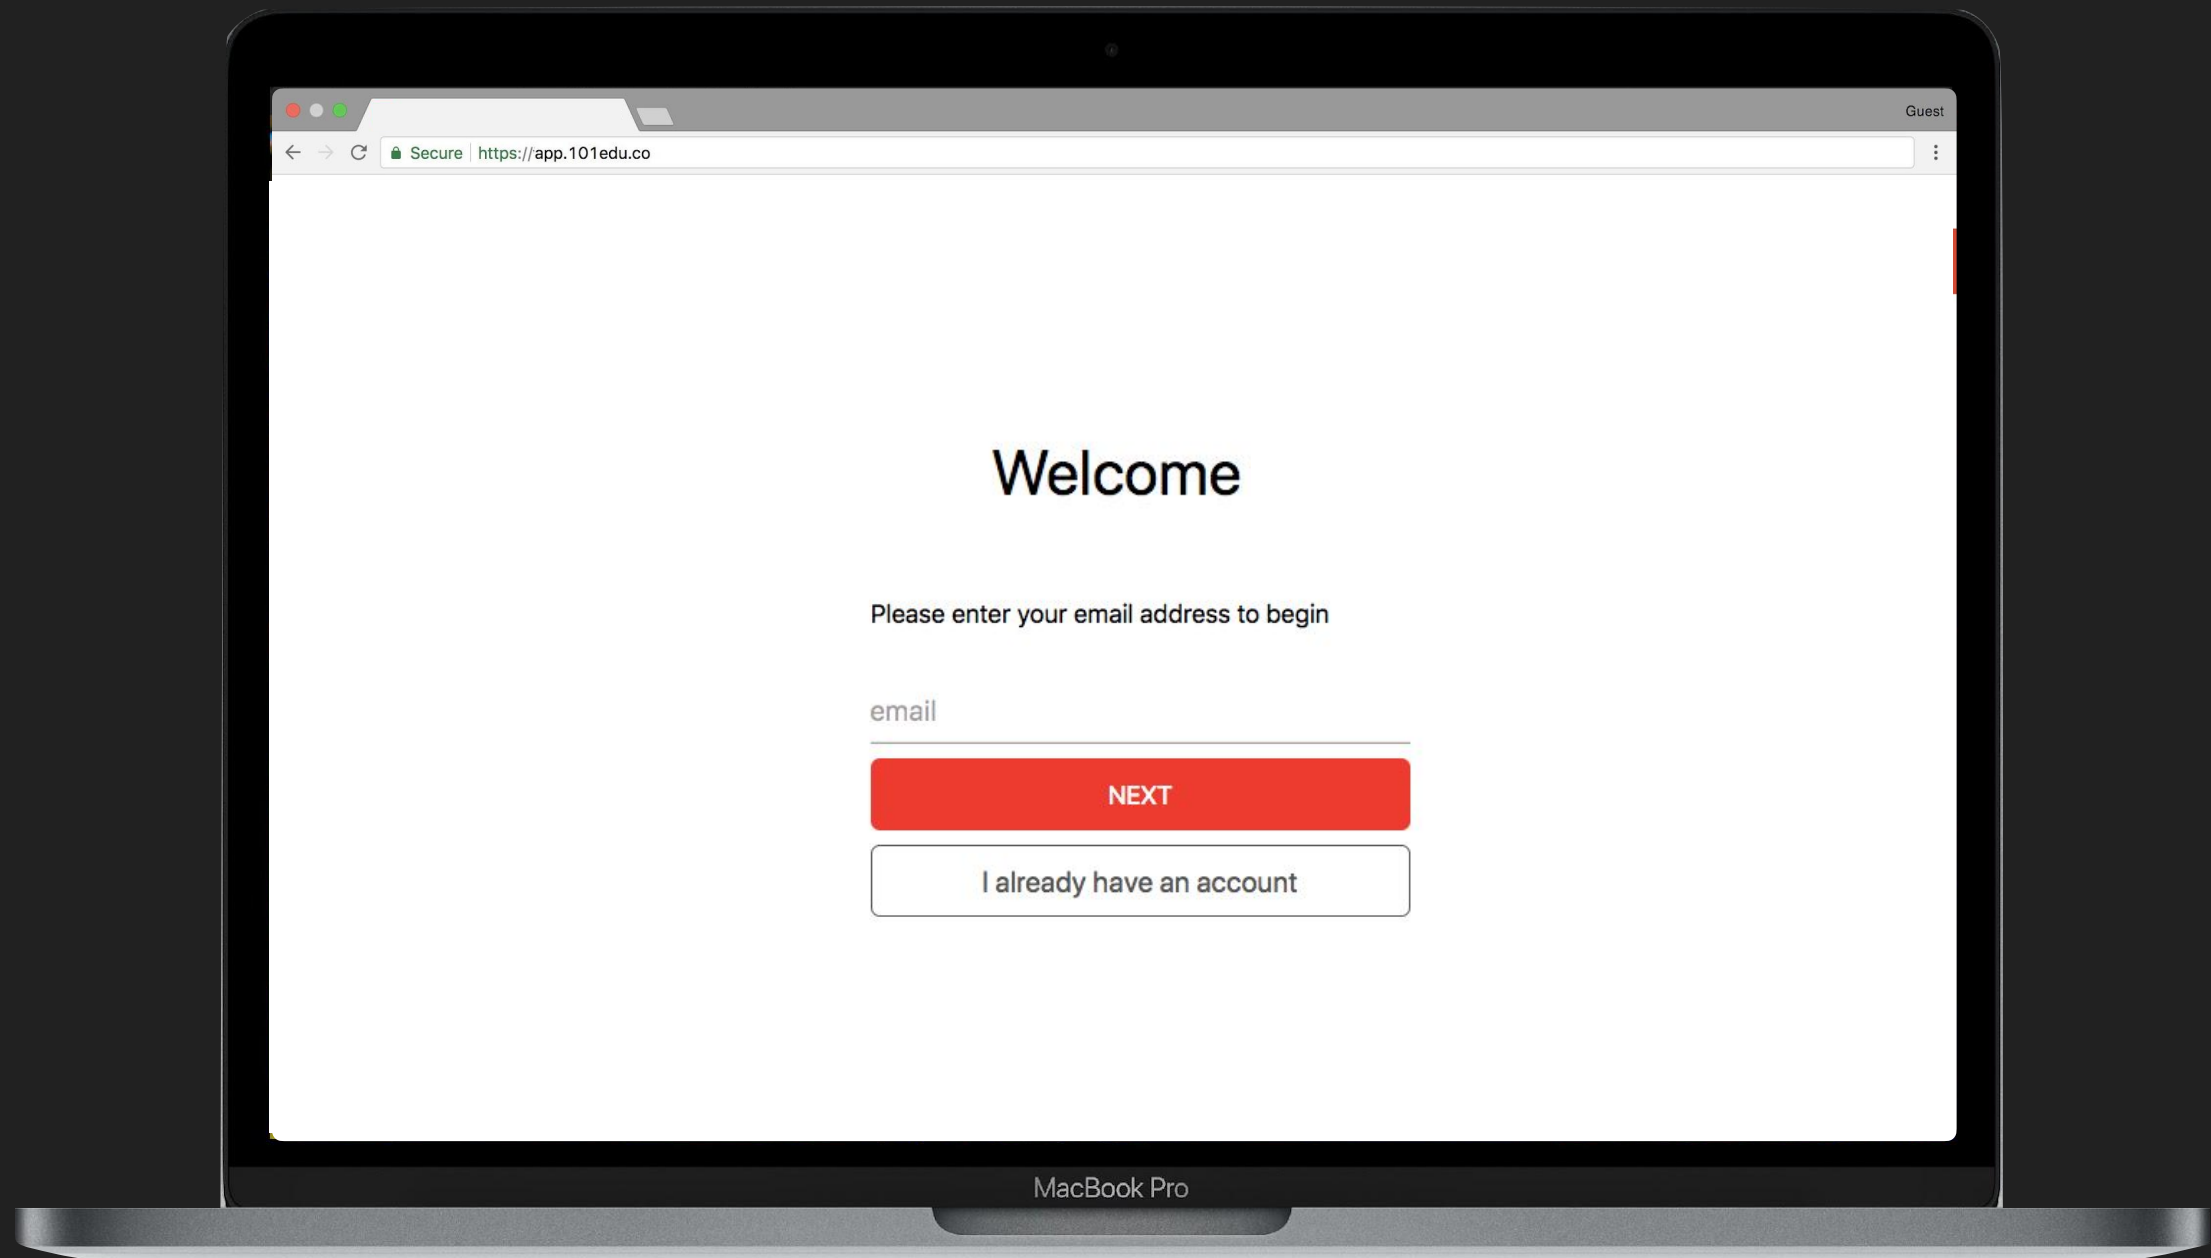 Guest
Secure https://app.101edu.co
Welcome
Please enter your email address to begin
email
NEXT
I already have an account
MacBook Pro